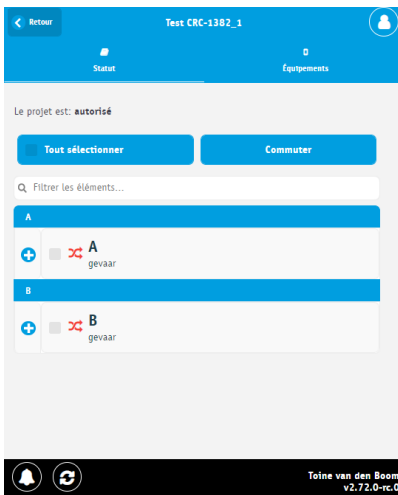 Retour
Test CRC-1382_1
Statut
Équipements
Le projet est: autorisé
Tout sélectionner
Commuter
Filtrer les éléments...
A
A
gevaar
B
B
gevaar
Toine van den Boom
v2.72.0-rc.0